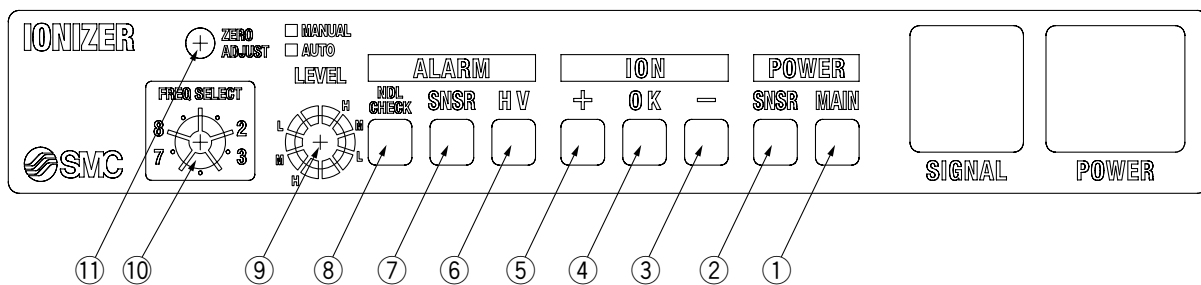 IONIZER
ZERO
ADJUST
MANUAL
AUTO
LEVEL
FREQ SELECT
8 2
7 3
H
L M
M L
H
ALARM
NDL
CHECK
SNSR
HV
ION
+
OK
−
POWER
SNSR
MAIN
SIGNAL
POWER
SMC
⑪ ⑩ ⑨ ⑧ ⑦ ⑥ ⑤ ④ ③ ② ①